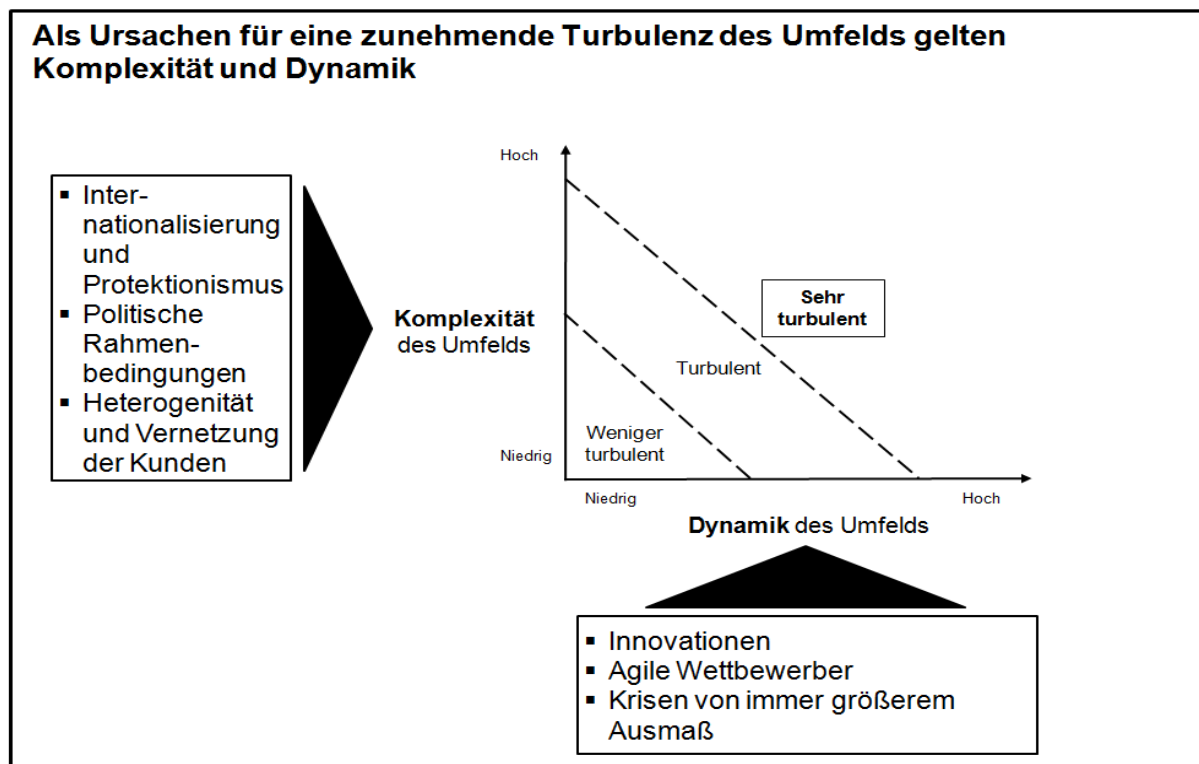 Als Ursachen für eine zunehmende Turbulenz des Umfelds gelten
Komplexität und Dynamik
▪ Inter-
nationalisierung
und
Protektionismus
▪ Politische
Rahmen-
bedingungen
▪ Heterogenität
und Vernetzung
der Kunden
Komplexität
des Umfelds
Hoch
Niedrig
Sehr
turbulent
Turbulent
Weniger
turbulent
Niedrig
Hoch
Dynamik des Umfelds
▪ Innovationen
▪ Agile Wettbewerber
▪ Krisen von immer größerem
Ausmaß